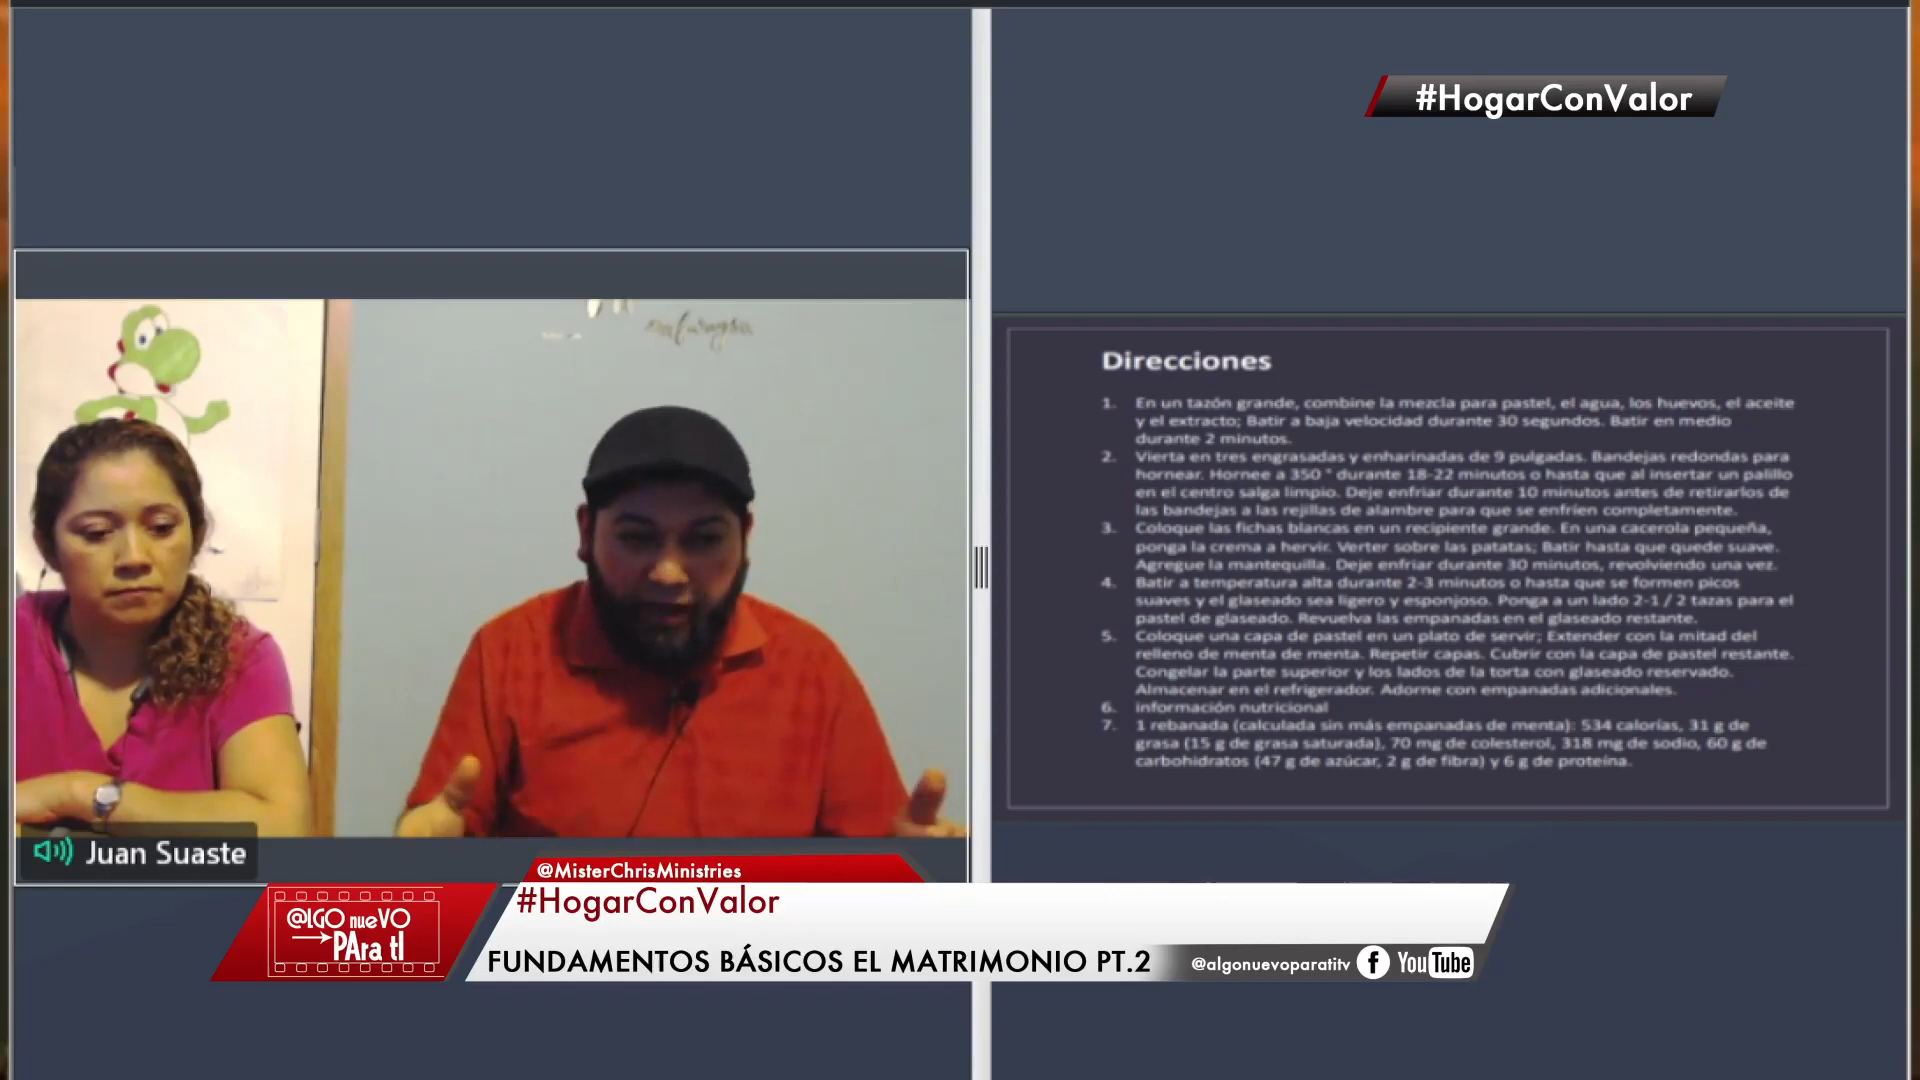 #HogarConValor
Direcciones
1. En un tazón grande, combine la mezcla para pastel, el agua, los huevos, el aceite
y el extracto; Batir a baja velocidad durante 30 segundos. Batir en medio
durante 2 minutos.
2. Vierta en tres engrasadas y enharinadas de 9 pulgadas. Bandejas redondas para
hornear. Hornee a 350 ° durante 18-22 minutos o hasta que al insertar un palillo
en el centro salga limpio. Deje enfriar durante 10 minutos antes de retirarlos de
las bandejas a las rejillas de alambre para que se enfríen completamente.
3. Coloque las fichas blancas en un recipiente grande. En una cacerola pequeña,
ponga la crema a hervir. Verter sobre las patatas; Batir hasta que quede suave.
Agregue la mantequilla. Deje enfriar durante 30 minutos, revolviendo una vez.
4. Batir a temperatura alta durante 2-3 minutos o hasta que se formen picos
suaves y el glaseado sea ligero y esponjoso. Ponga a un lado 2-1 / 2 tazas para el
pastel de glaseado. Revuelva las empanadas en el glaseado restante.
5. Coloque una capa de pastel en un plato de servir; Extender con la mitad del
relleno de menta de menta. Repetir capas. Cubrir con la capa de pastel restante.
Congelar la parte superior y los lados de la torta con glaseado reservado.
Almacenar en el refrigerador. Adorne con empanadas adicionales.
6. información nutricional
7. 1 rebanada (calculada sin más empanadas de menta): 534 calorías, 31 g de
grasa (15 g de grasa saturada), 70 mg de colesterol, 318 mg de sodio, 60 g de
carbohidratos (47 g de azúcar, 2 g de fibra) y 6 g de proteína.
Juan Suaste
@MisterChrisMinistries
#HogarConValor
@LGO nueVO
PAra tI
FUNDAMENTOS BÁSICOS EL MATRIMONIO PT.2
@algonuevoparatitv f YouTube